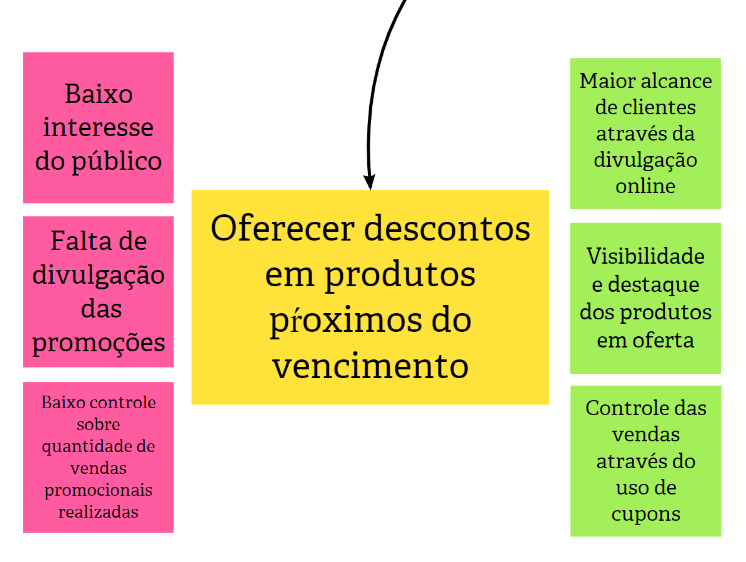 Baixo
interesse
do público
Falta de
divulgação
das
promoções
Baixo controle
sobre
quantidade de
vendas
promocionais
realizadas
Oferecer descontos
em produtos
pŕoximos do
vencimento
Maior alcance
de clientes
através da
divulgação
online
Visibilidade
e destaque
dos produtos
em oferta
Controle das
vendas
através do
uso de
cupons